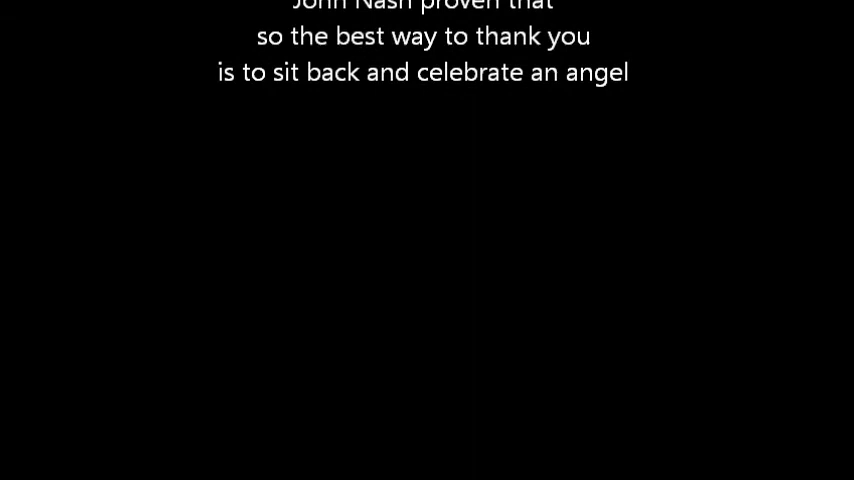 John Nash proven that
so the best way to thank you
is to sit back and celebrate an angel